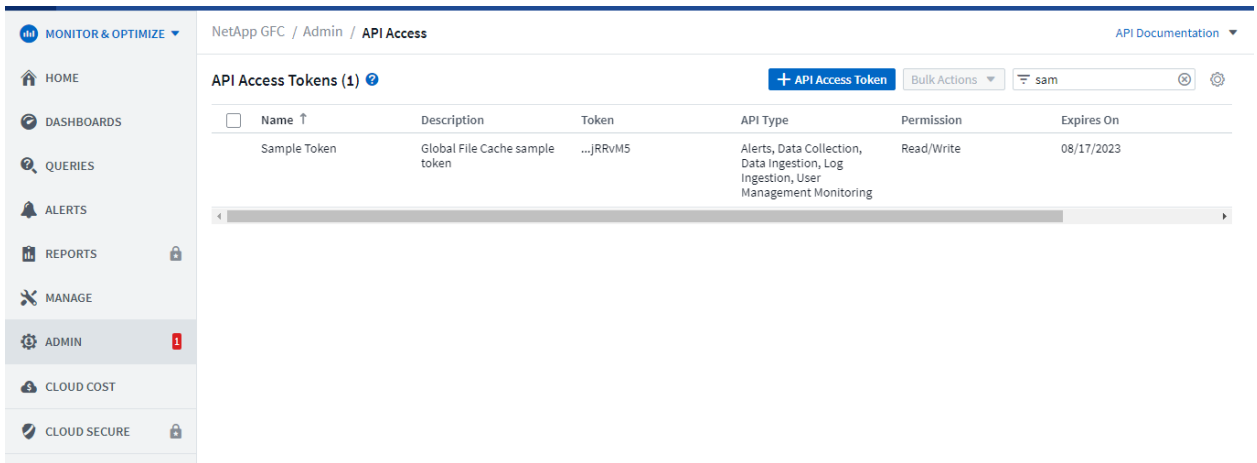 MONITOR & OPTIMIZE
NetApp GFC / Admin / API Access
API Documentation
HOME
API Access Tokens (1) ?
+ API Access Token
Bulk Actions
sam
DASHBOARDS
Name ↑ Description Token API Type Permission Expires On
Sample Token Global File Cache sample ...jRRvM5 Alerts, Data Collection, Read/Write 08/17/2023
token Data Ingestion, Log
Ingestion, User
Management Monitoring
QUERIES
ALERTS
REPORTS
MANAGE
ADMIN 1
CLOUD COST
CLOUD SECURE